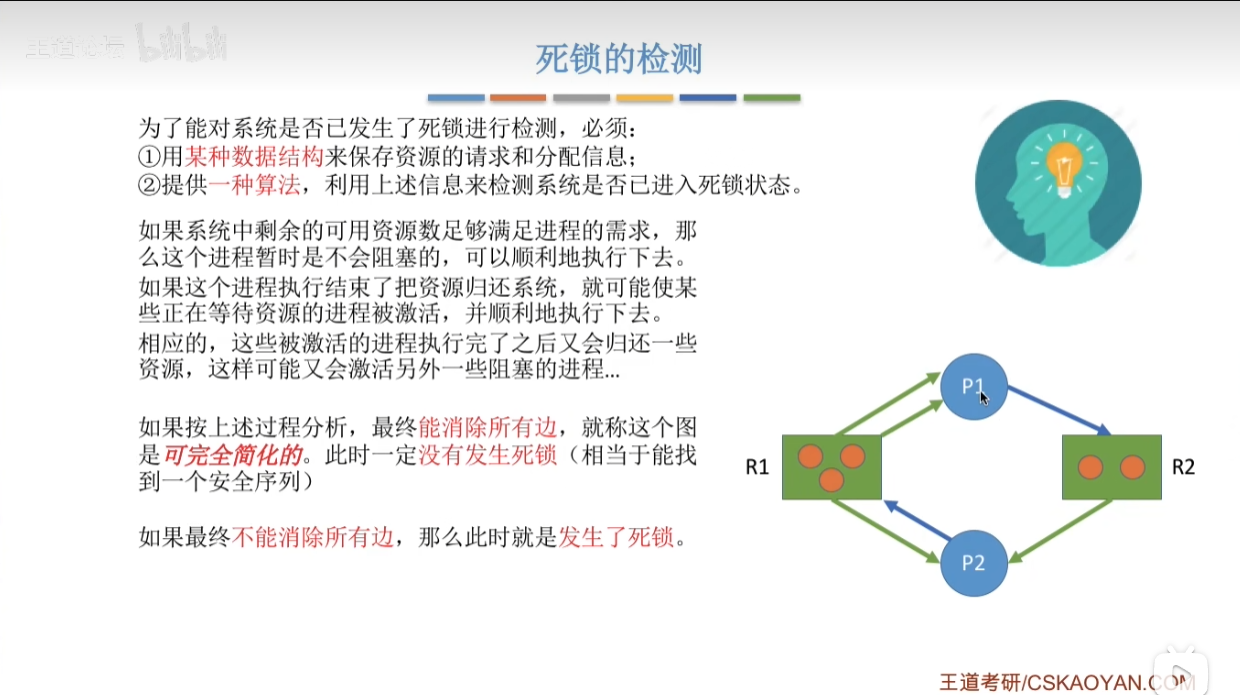 王道论坛 bilibili
死锁的检测
为了能对系统是否已发生了死锁进行检测，必须：
①用某种数据结构来保存资源的请求和分配信息；
②提供一种算法，利用上述信息来检测系统是否已进入死锁状态。
如果系统中剩余的可用资源数足够满足进程的需求，那
么这个进程暂时是不会阻塞的，可以顺利地执行下去。
如果这个进程执行结束了把资源归还系统，就可能使某
些正在等待资源的进程被激活，并顺利地执行下去。
相应的，这些被激活的进程执行完了之后又会归还一些
资源，这样可能又会激活另外一些阻塞的进程...
如果按上述过程分析，最终能消除所有边，就称这个图
是可完全简化的。此时一定没有发生死锁（相当于能找
到一个安全序列）
如果最终不能消除所有边，那么此时就是发生了死锁。
P1
R1
R2
P2
王道考研/CSKAOYAN.COM